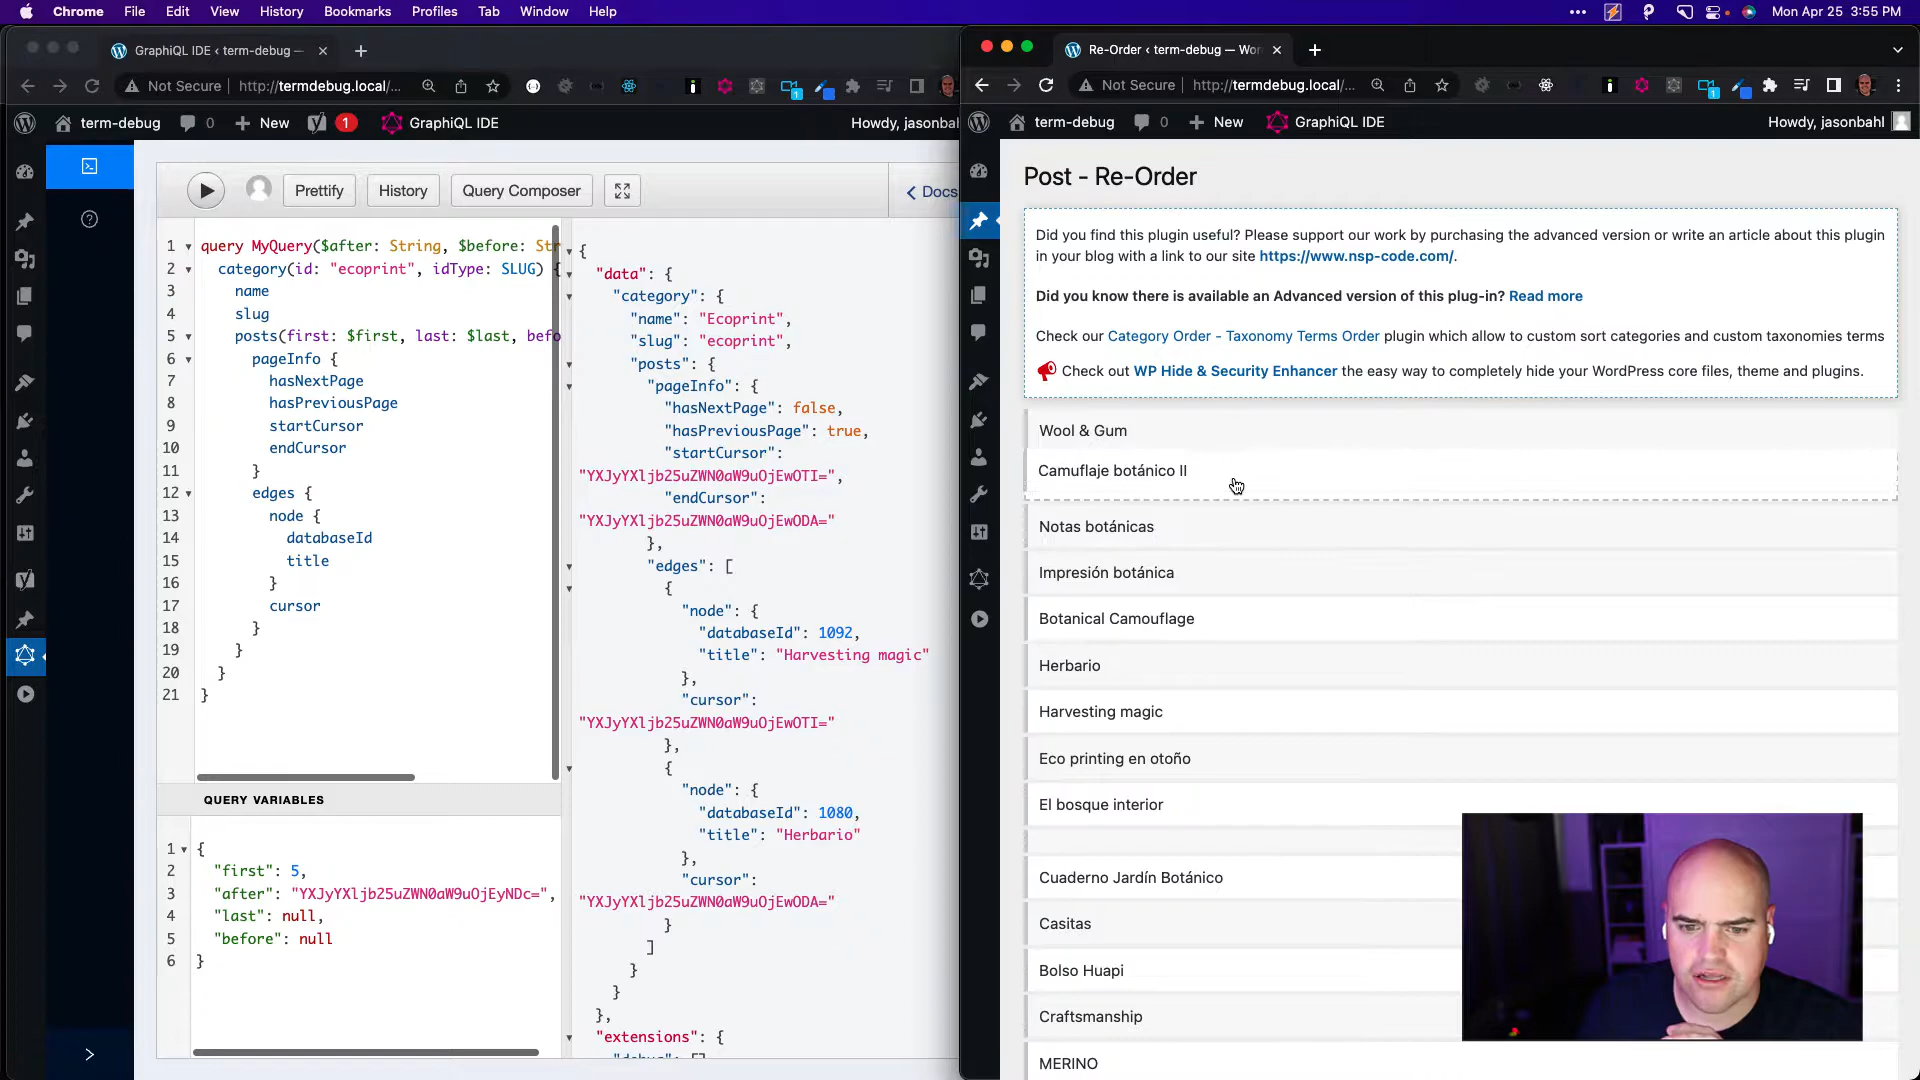 Chrome File Edit View History Bookmarks Profiles Tab Window Help
Mon Apr 25 3:55 PM
GraphiQL IDE ‹ term-debug —
Not Secure http://termdebug.local/...
term-debug 0 New 1 GraphiQL IDE Howdy, jasonbah
Prettify History Query Composer Docs
1 query MyQuery($after: String, $before: Str
2 category(id: "ecoprint", idType: SLUG) {
3 name
4 slug
5 posts(first: $first, last: $last, befo
6 pageInfo {
7 hasNextPage
8 hasPreviousPage
9 startCursor
10 endCursor
11 }
12 edges {
13 node {
14 databaseId
15 title
16 }
17 cursor
18 }
19 }
20 }
21 }
QUERY VARIABLES
1 {
2 "first": 5,
3 "after": "YXJyYXljb25uZWN0aW9uOjEyNDc=",
4 "last": null,
5 "before": null
6 }
{
"data": {
"category": {
"name": "Ecoprint",
"slug": "ecoprint",
"posts": {
"pageInfo": {
"hasNextPage": false,
"hasPreviousPage": true,
"startCursor":
"YXJyYXljb25uZWN0aW9uOjEwOTI=",
"endCursor":
"YXJyYXljb25uZWN0aW9uOjEwODA="
},
"edges": [
{
"node": {
"databaseId": 1092,
"title": "Harvesting magic"
},
"cursor":
"YXJyYXljb25uZWN0aW9uOjEwOTI="
},
{
"node": {
"databaseId": 1080,
"title": "Herbario"
},
"cursor":
"YXJyYXljb25uZWN0aW9uOjEwODA="
}
]
}
}
},
"extensions": {
"debug": []
Re-Order ‹ term-debug — Wor
Not Secure http://termdebug.local/...
1 1
term-debug 0 New GraphiQL IDE Howdy, jasonbahl
Post - Re-Order
Did you find this plugin useful? Please support our work by purchasing the advanced version or write an article about this plugin
in your blog with a link to our site https://www.nsp-code.com/.
Did you know there is available an Advanced version of this plug-in? Read more
Check our Category Order - Taxonomy Terms Order plugin which allow to custom sort categories and custom taxonomies terms
Check out WP Hide & Security Enhancer the easy way to completely hide your WordPress core files, theme and plugins.
Wool & Gum
Camuflaje botánico II
Notas botánicas
Impresión botánica
Botanical Camouflage
Herbario
Harvesting magic
Eco printing en otoño
El bosque interior
Cuaderno Jardín Botánico
Casitas
Bolso Huapi
Craftsmanship
MERINO